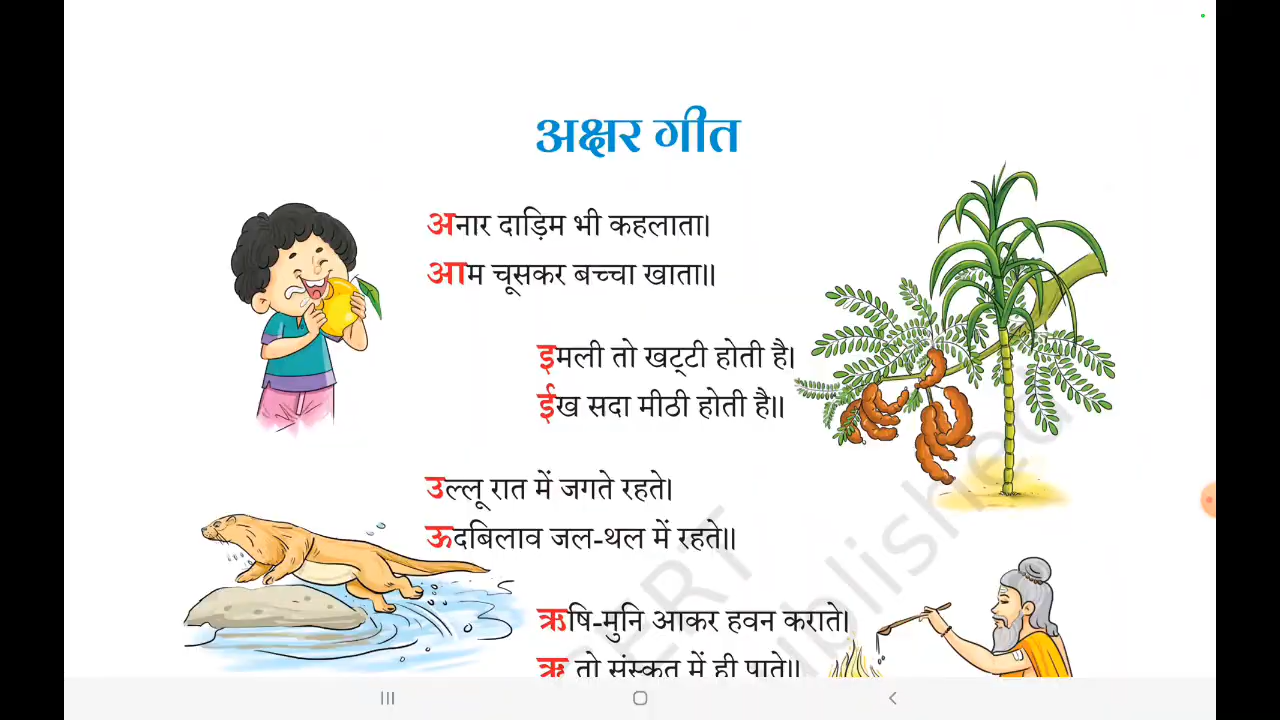 अक्षर गीत
अनार दाड़िम भी कहलाता।
आम चूसकर बच्चा खाता॥
इमली तो खट्‌टी होती है।
ईख सदा मीठी होती है॥
उल्लू रात में जगते रहते।
ऊदबिलाव जल-थल में रहते॥
ऋषि-मुनि आकर हवन कराते।
ॠ तो संस्कृत में ही पाते॥